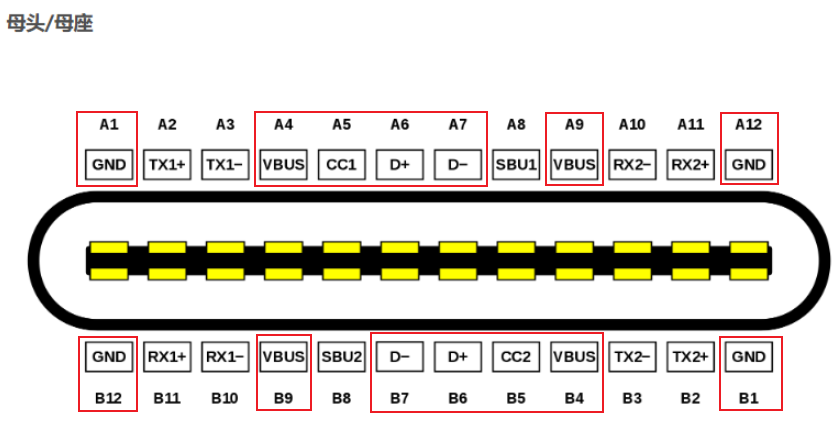 母头/母座
A1 A2 A3 A4 A5 A6 A7 A8 A9 A10 A11 A12
GND TX1+ TX1− VBUS CC1 D+ D− SBU1 VBUS RX2− RX2+ GND
GND RX1+ RX1− VBUS SBU2 D− D+ CC2 VBUS TX2− TX2+ GND
B12 B11 B10 B9 B8 B7 B6 B5 B4 B3 B2 B1